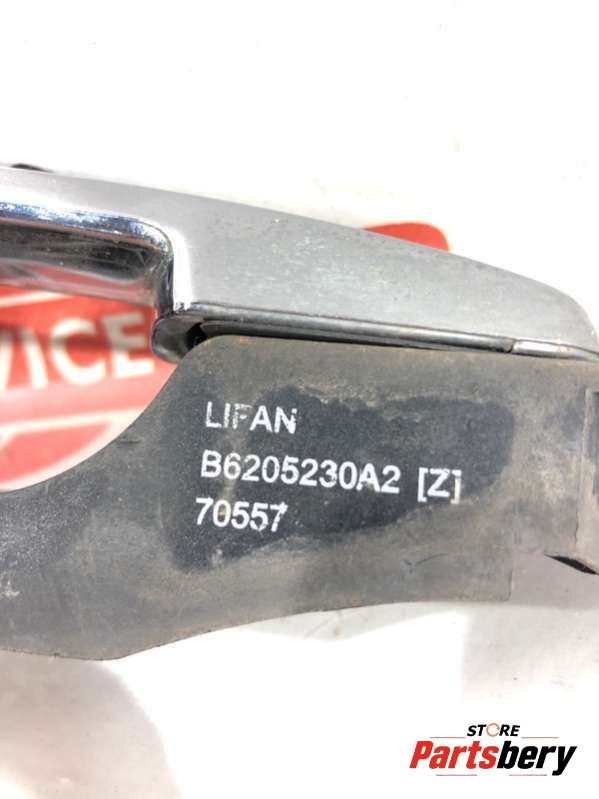 VICE
LIFAN
B6205230A2 [Z]
70557
STORE
Partsbery